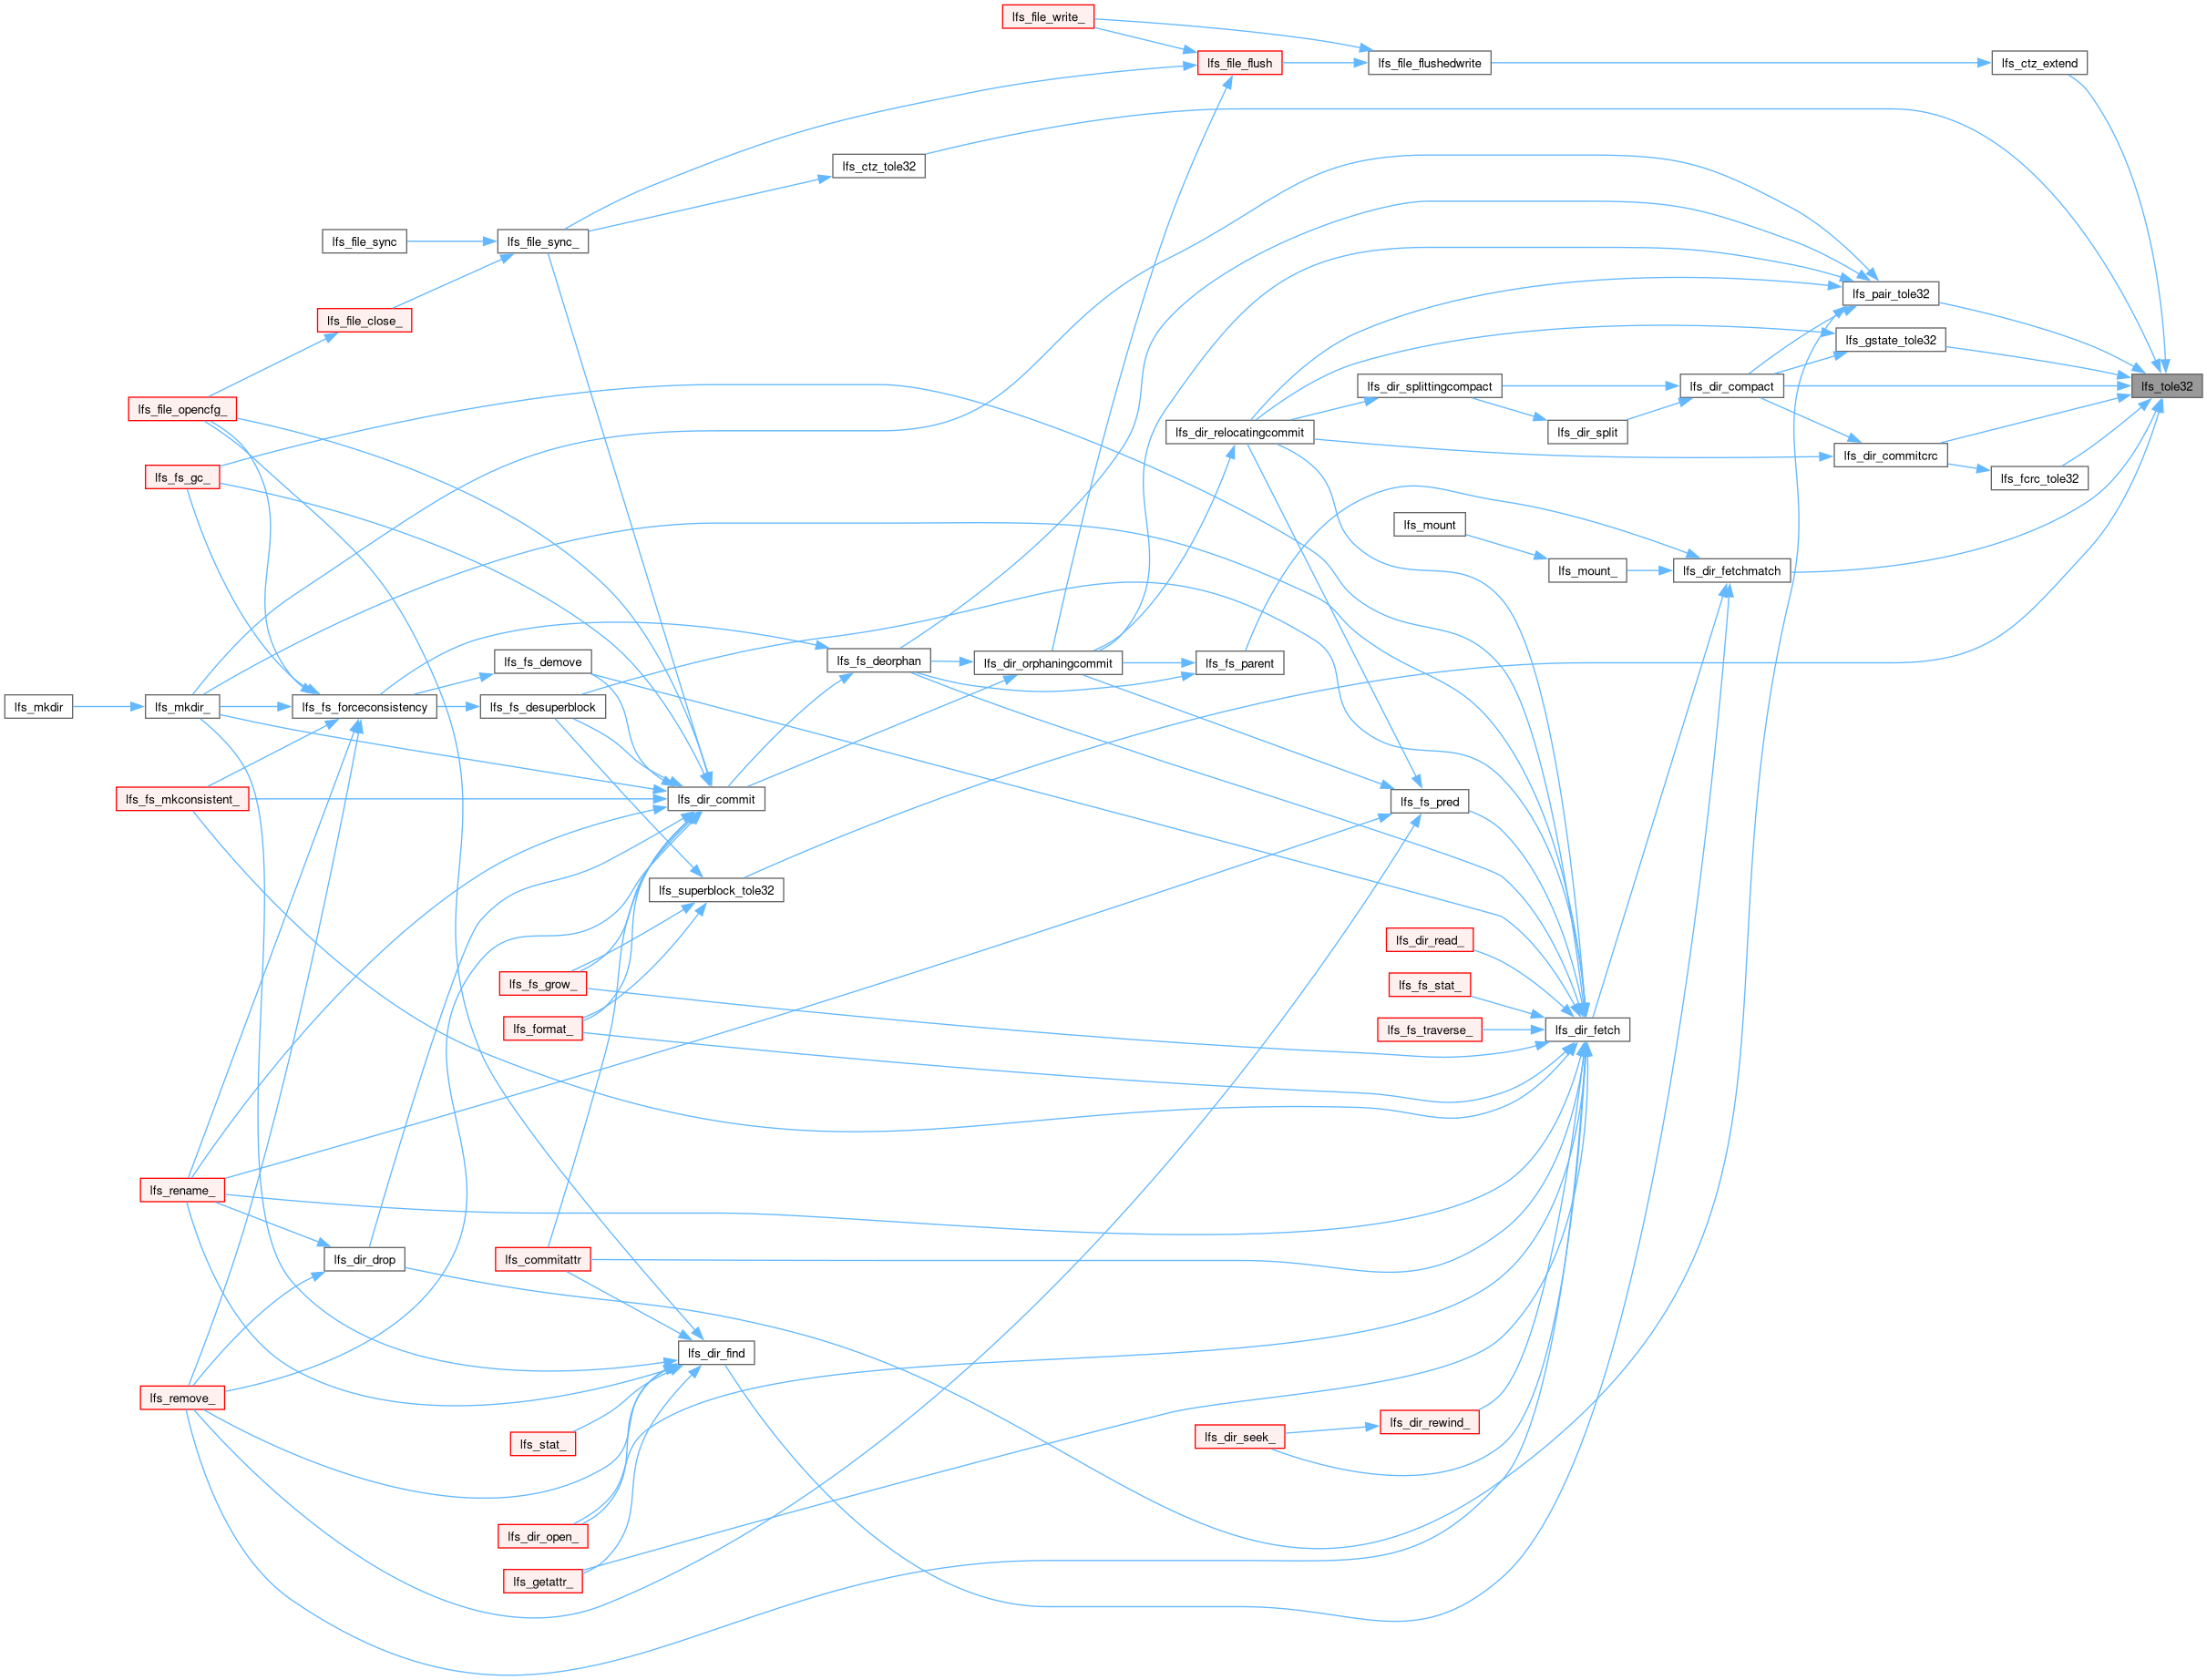 lfs_file_write_
lfs_file_flush
lfs_file_flushedwrite
lfs_ctz_extend
lfs_ctz_tole32
lfs_file_sync
lfs_file_sync_
lfs_pair_tole32
lfs_file_close_
lfs_gstate_tole32
lfs_dir_splittingcompact
lfs_dir_compact
lfs_tole32
lfs_file_opencfg_
lfs_dir_relocatingcommit
lfs_dir_split
lfs_dir_commitcrc
lfs_fs_gc_
lfs_fcrc_tole32
lfs_mount
lfs_mount_
lfs_dir_fetchmatch
lfs_fs_demove
lfs_fs_deorphan
lfs_dir_orphaningcommit
lfs_fs_parent
lfs_mkdir
lfs_mkdir_
lfs_fs_forceconsistency
lfs_fs_desuperblock
lfs_fs_mkconsistent_
lfs_dir_commit
lfs_fs_pred
lfs_superblock_tole32
lfs_dir_read_
lfs_fs_grow_
lfs_fs_stat_
lfs_format_
lfs_fs_traverse_
lfs_dir_fetch
lfs_rename_
lfs_dir_drop
lfs_commitattr
lfs_dir_find
lfs_remove_
lfs_stat_
lfs_dir_seek_
lfs_dir_rewind_
lfs_dir_open_
lfs_getattr_